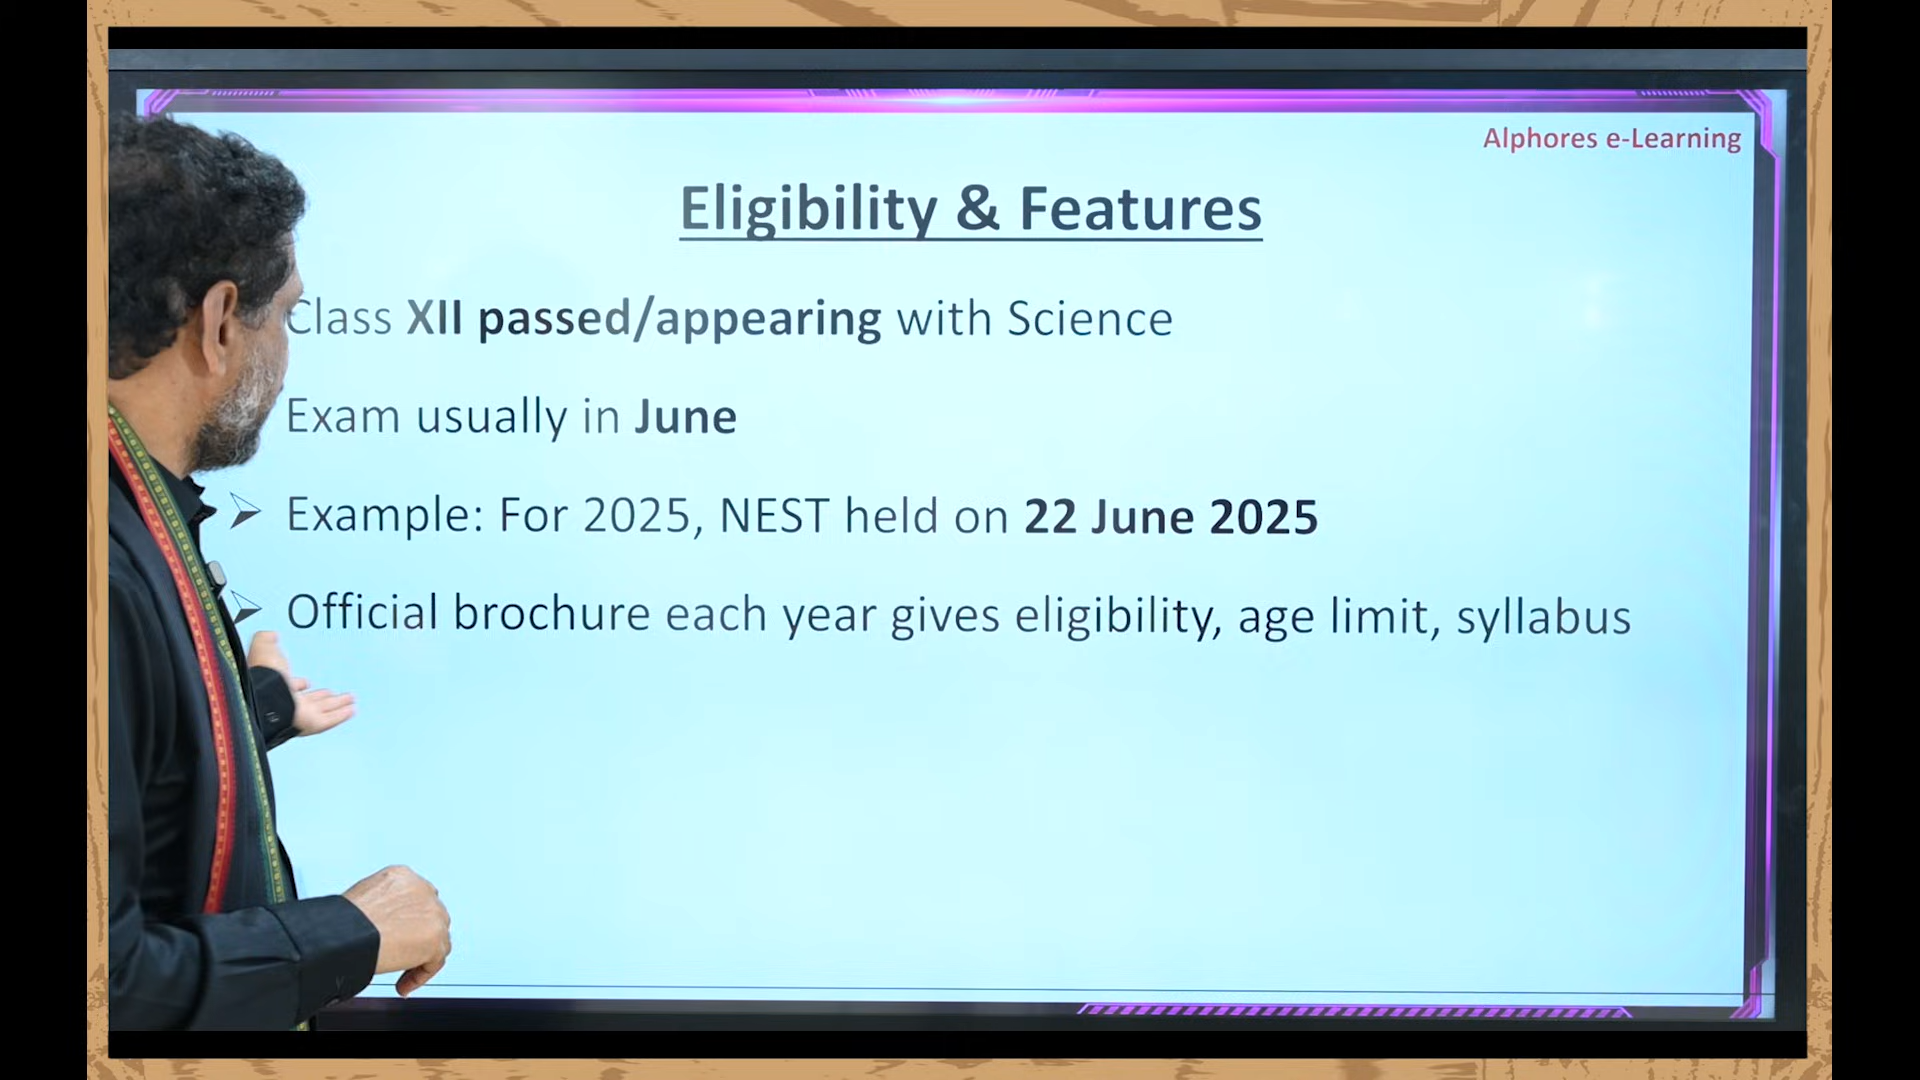 Alphores e-Learning
Eligibility & Features
Class XII passed/appearing with Science
Exam usually in June
Example: For 2025, NEST held on 22 June 2025
Official brochure each year gives eligibility, age limit, syllabus